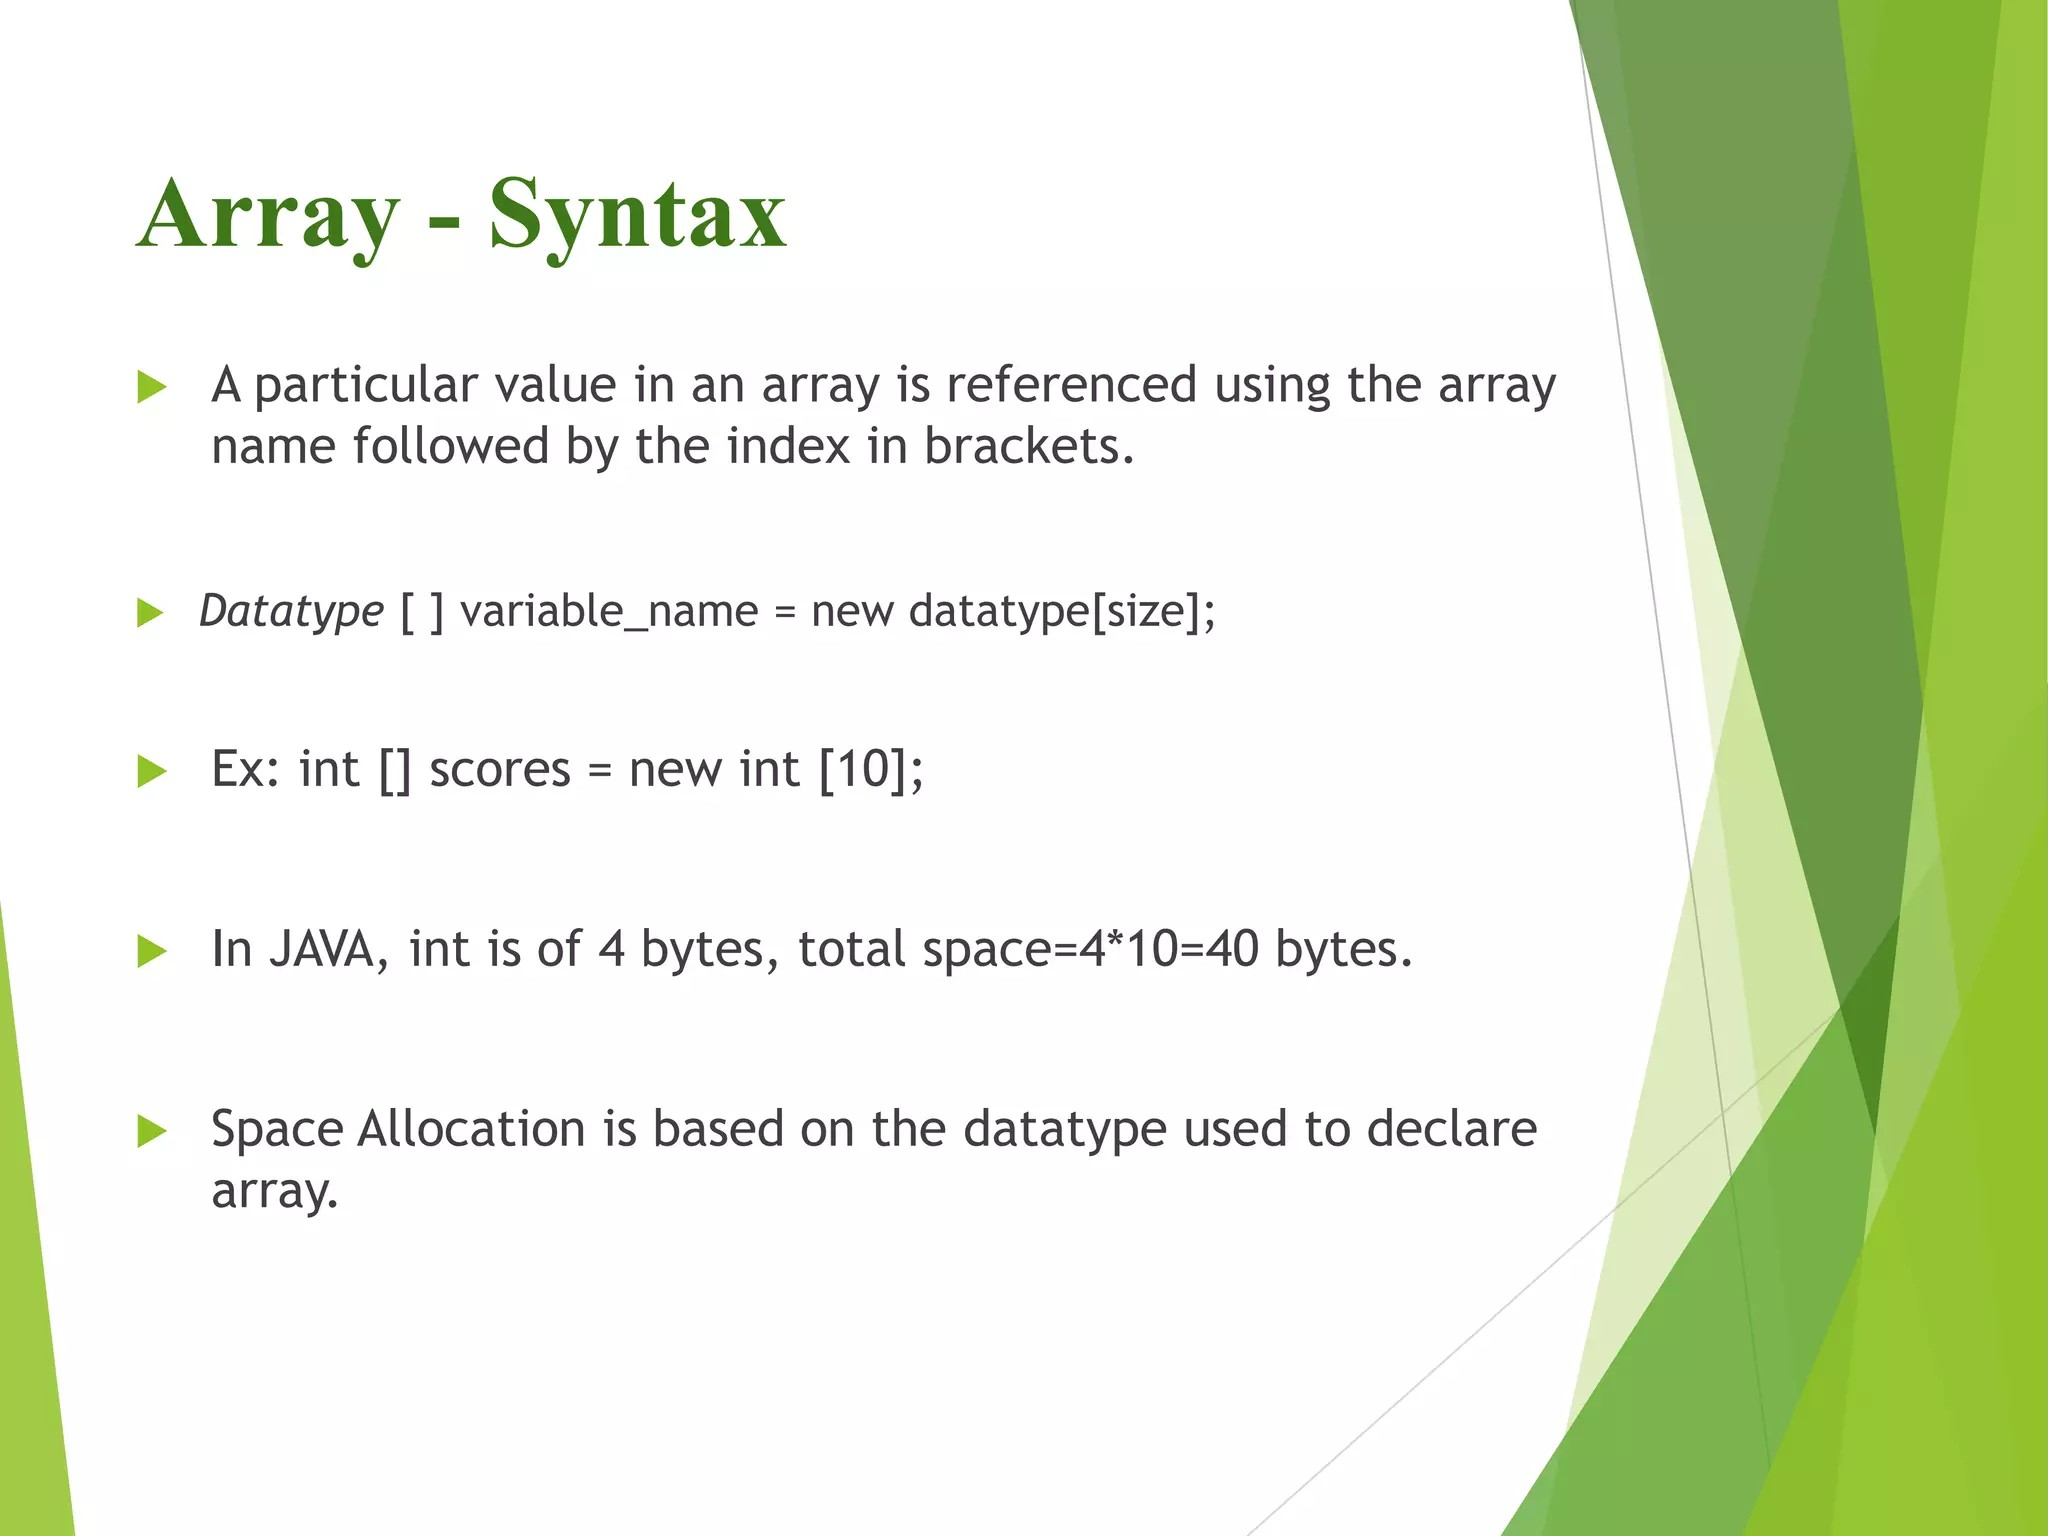 Array - Syntax
A particular value in an array is referenced using the array
name followed by the index in brackets.
Datatype [ ] variable_name = new datatype[size];
Ex: int [] scores = new int [10];
In JAVA, int is of 4 bytes, total space=4*10=40 bytes.
Space Allocation is based on the datatype used to declare
array.